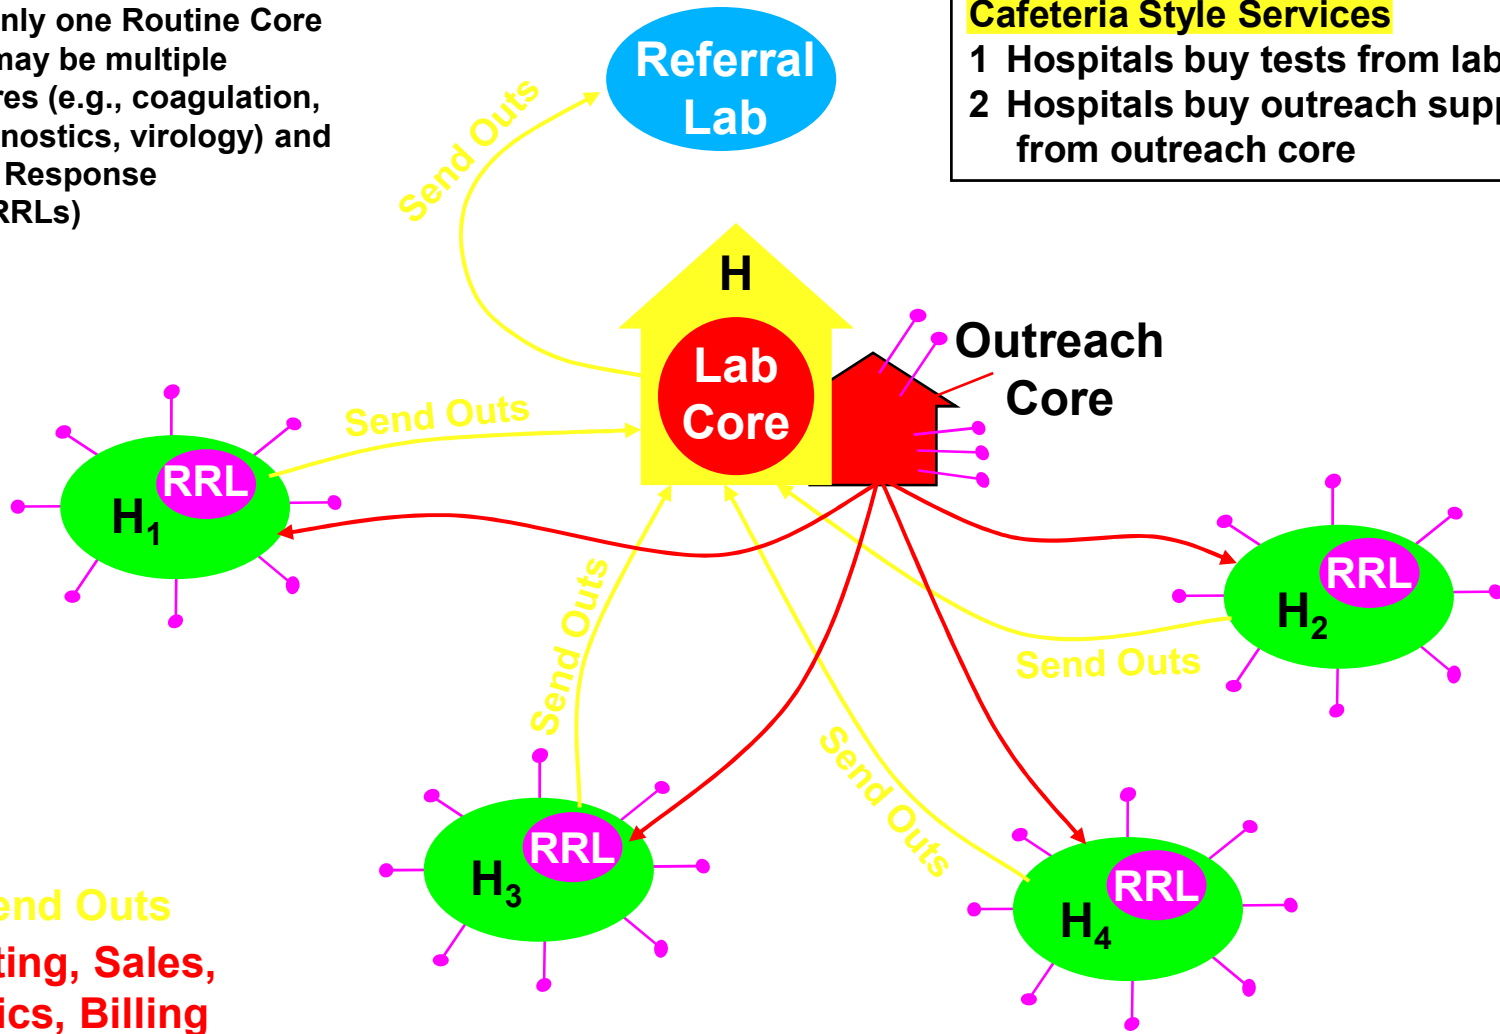 nly one Routine Core
may be multiple
res (e.g., coagulation,
nostics, virology) and
Response
RRLs)
Referral
Lab
Cafeteria Style Services
1 Hospitals buy tests from lab
2 Hospitals buy outreach supp
from outreach core
Send Outs
H
Lab
Core
Outreach
Core
Send Outs
RRL
H1
RRL
H2
Send Outs
Send Outs
Send Outs
RRL
H3
RRL
H4
end Outs
ting, Sales,
ics, Billing